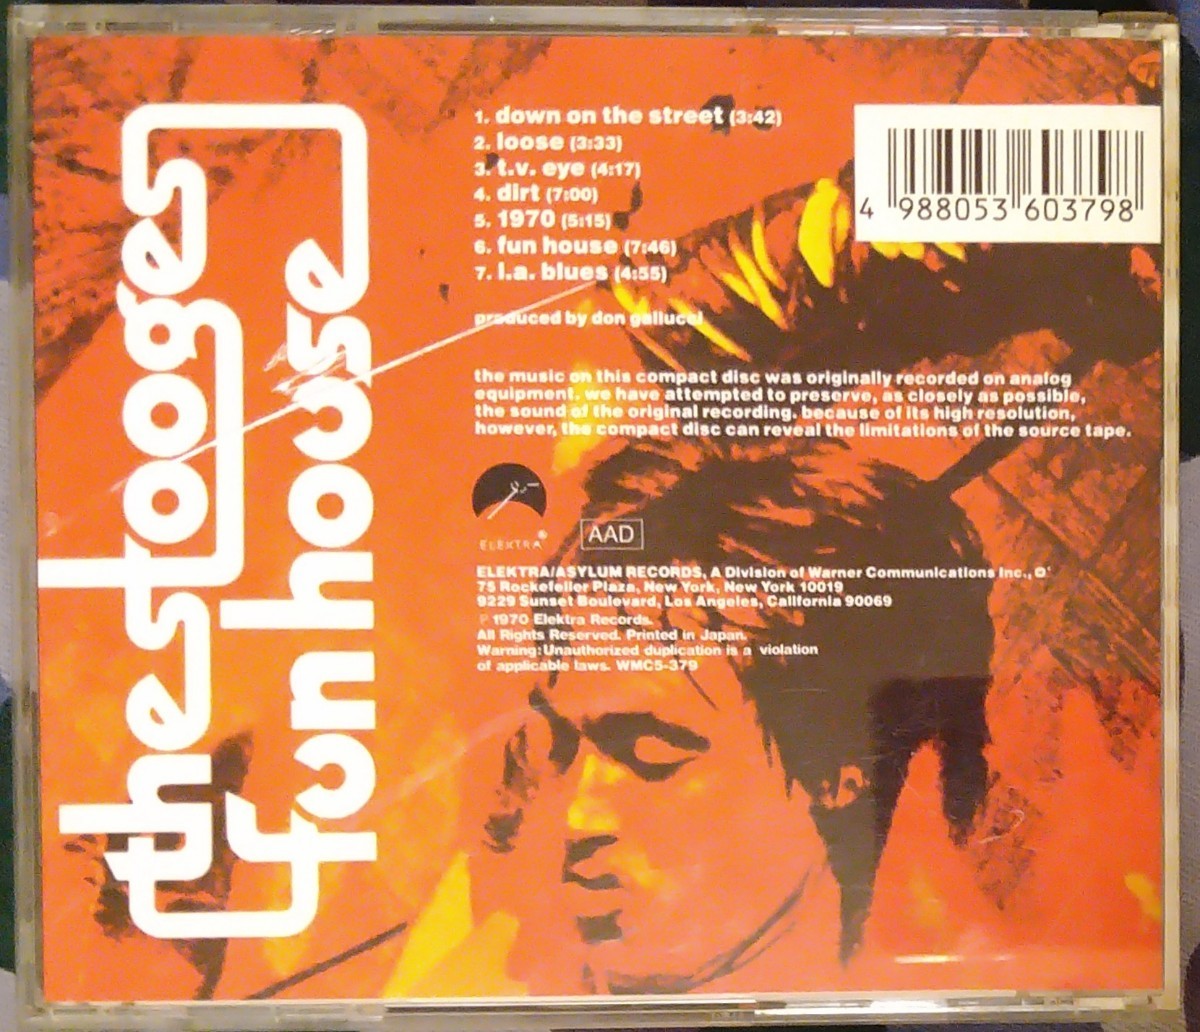 the stooges
fun house
1. down on the street (3:42)
2. loose (3:33)
3. t.v. eye (4:17)
4. dirt (7:00)
5. 1970 (5:15)
6. fun house (7:46)
7. l.a. blues (4:55)
produced by don gallucci
the music on this compact disc was originally recorded on analog
equipment. we have attempted to preserve, as closely as possible,
the sound of the original recording. because of its high resolution,
however, the compact disc can reveal the limitations of the source tape.
ELEKTRA®
AAD
ELEKTRA/ASYLUM RECORDS, A Division of Warner Communications Inc.,
75 Rockefeller Plaza, New York, New York 10019
9229 Sunset Boulevard, Los Angeles, California 90069
℗ 1970 Elektra Records.
All Rights Reserved. Printed in Japan.
Warning: Unauthorized duplication is a violation
of applicable laws. WMC5-379
4 988053 603798